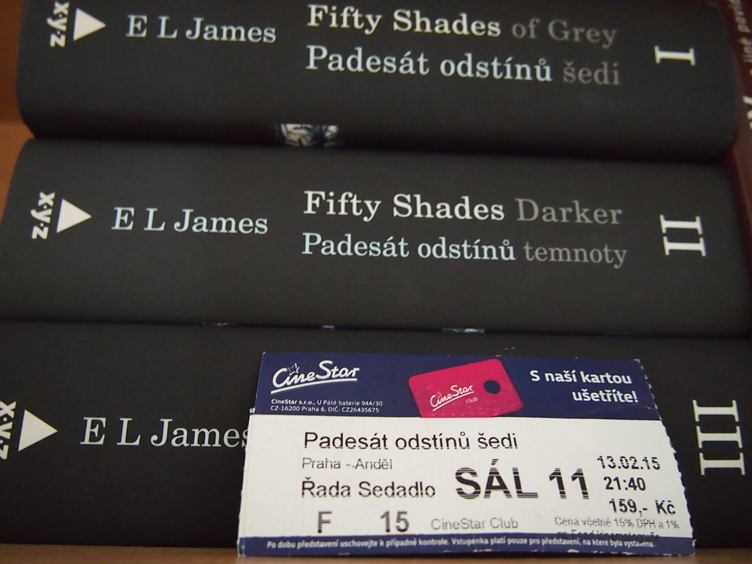 x·y·z
E L James
Fifty Shades of Grey
Padesát odstínů šedi
I
x·y·z
E L James
Fifty Shades Darker
Padesát odstínů temnoty
II
x·y·z
E L James
III
CineStar
CineStar s.r.o., U Páté baterie 944/30
CZ-16200 Praha 6, DIČ: CZ26435675
CineStar
club
S naší kartou
ušetříte!
Padesát odstínů šedi
Praha - Anděl
Řada Sedadlo
F 15
SÁL 11
CineStar Club
13.02.15
21:40
159,- Kč
Cena včetně 15% DPH a 1%
Po dobu představení uschovejte k případné kontrole. Vstupenka platí pouze pro představení, na které byla vystavena.